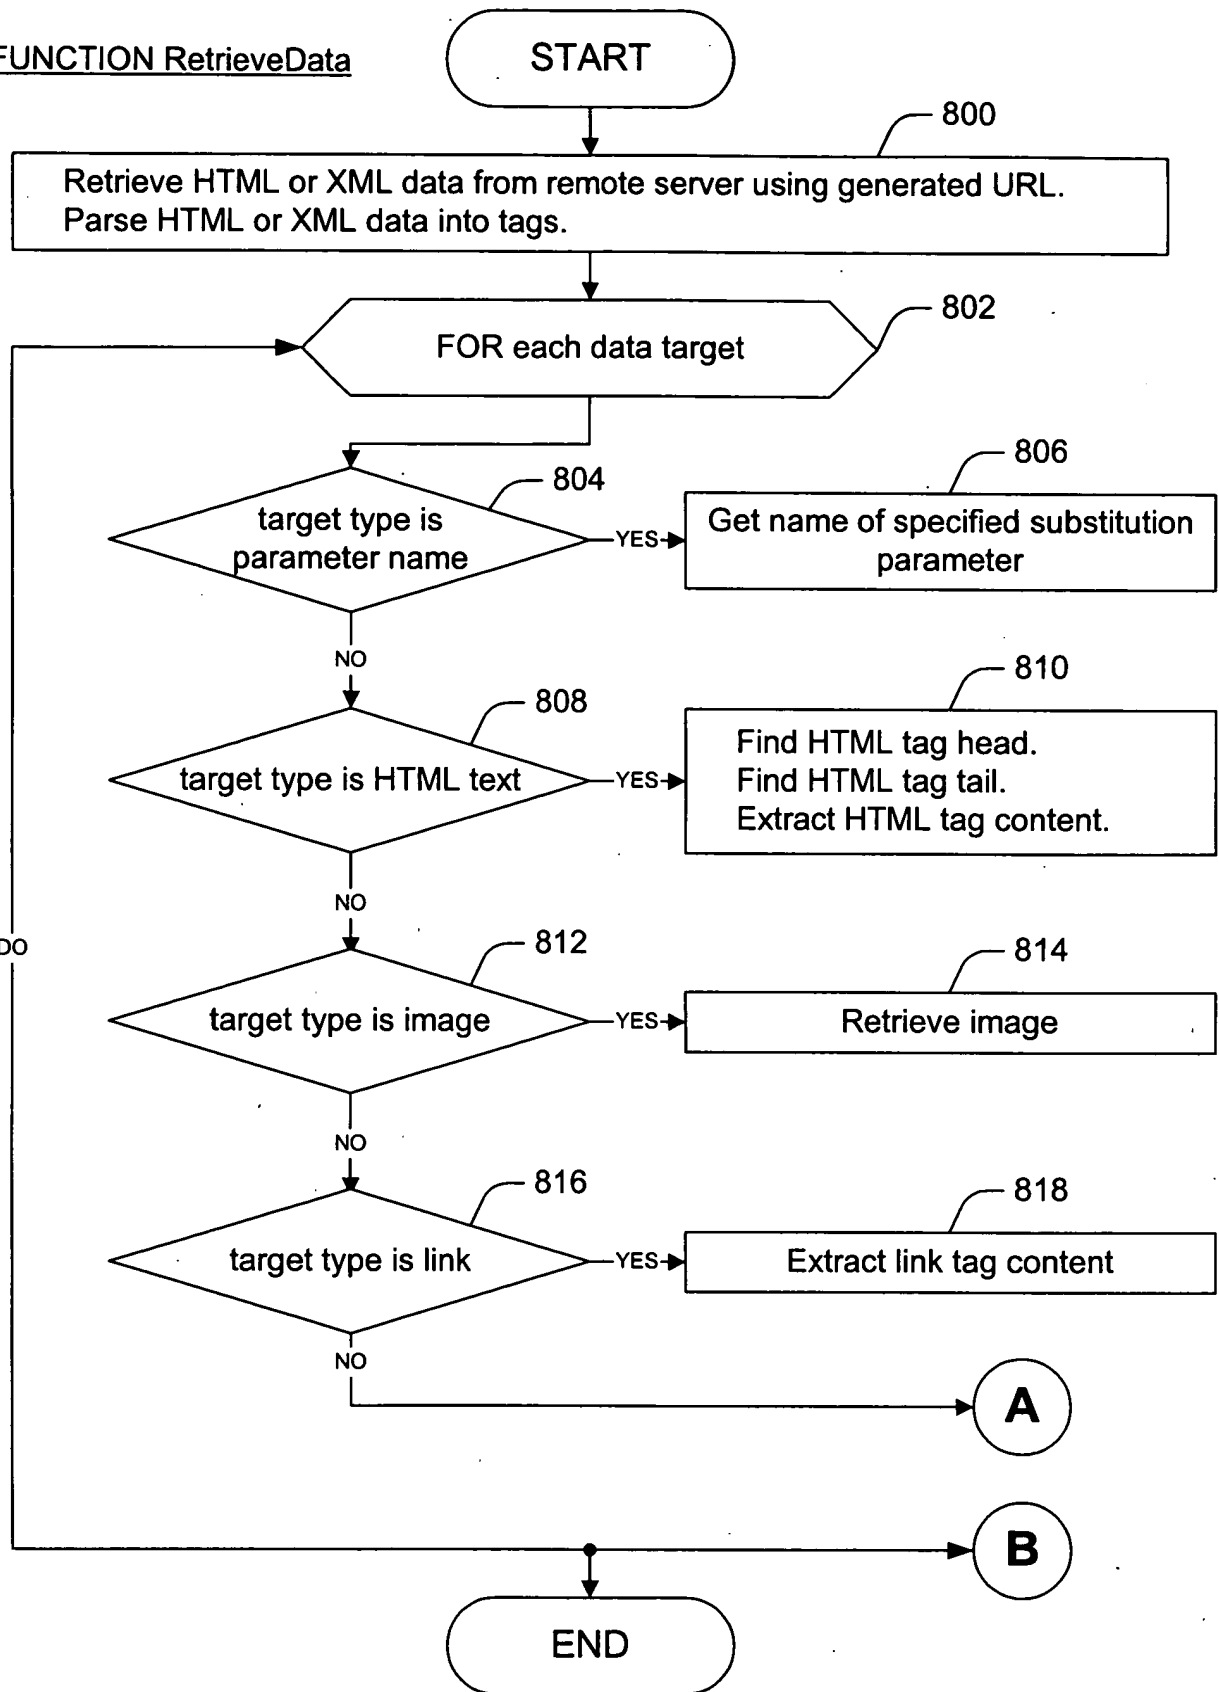 FUNCTION RetrieveData
START
800
Retrieve HTML or XML data from remote server using generated URL.
Parse HTML or XML data into tags.
802
FOR each data target
804
target type is
parameter name
YES
806
Get name of specified substitution
parameter
NO
808
target type is HTML text
YES
810
Find HTML tag head.
Find HTML tag tail.
Extract HTML tag content.
NO
DO
812
target type is image
YES
814
Retrieve image
NO
816
target type is link
YES
818
Extract link tag content
NO
A
B
END